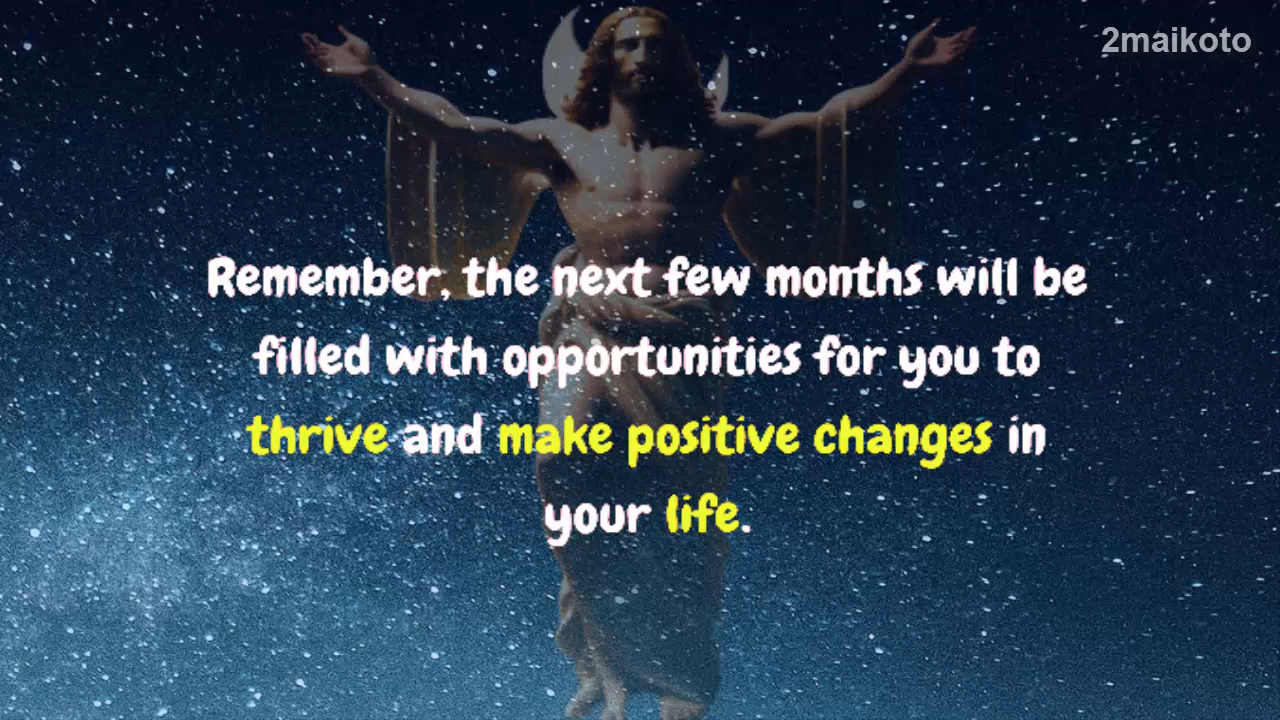 2maikoto
Remember, the next few months will be
filled with opportunities for you to
thrive and make positive changes in
your life.